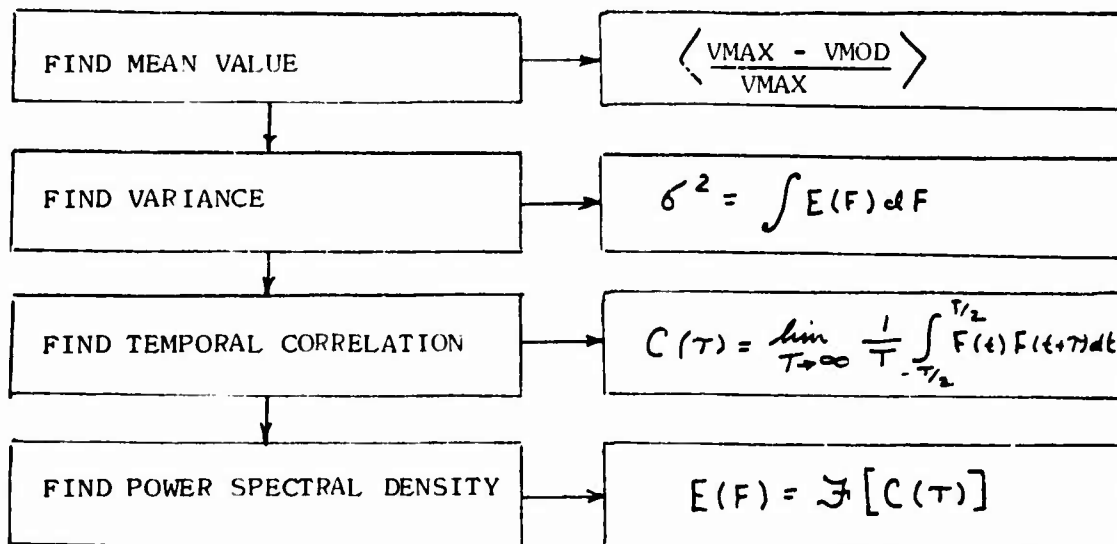 FIND MEAN VALUE
⟨ VMAX - VMOD / VMAX ⟩
FIND VARIANCE
σ² = ∫ E(F) dF
FIND TEMPORAL CORRELATION
C(τ) = lim T→∞ 1/T ∫ -T/2 T/2 F(t) F(t+τ) dt
FIND POWER SPECTRAL DENSITY
E(F) = ℱ [C(τ)]